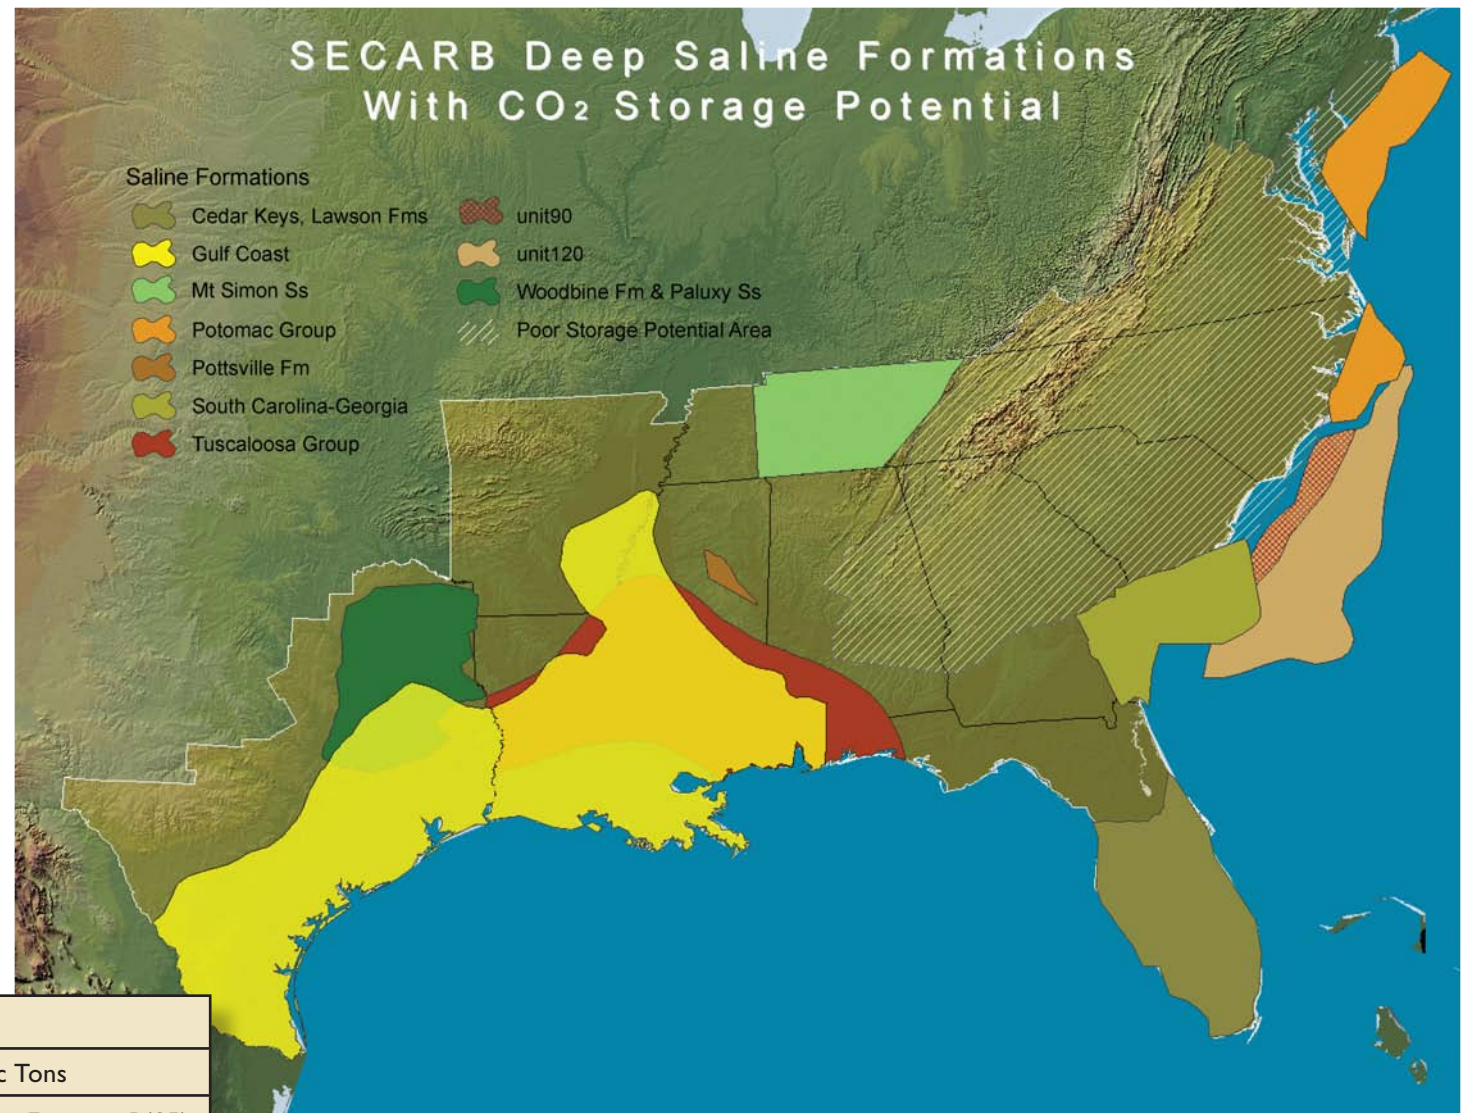 SECARB Deep Saline Formations
With CO₂ Storage Potential
Saline Formations
Cedar Keys, Lawson Fms
Gulf Coast
Mt Simon Ss
Potomac Group
Pottsville Fm
South Carolina-Georgia
Tuscaloosa Group
unit90
unit120
Woodbine Fm & Paluxy Ss
Poor Storage Potential Area
c Tons